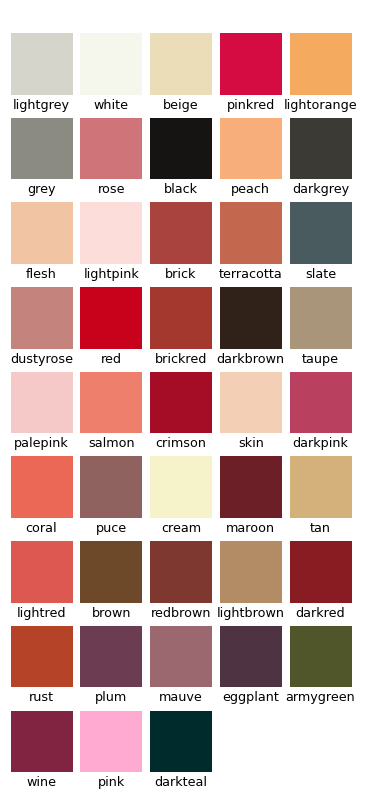 lightgrey white beige pinkred lightorange
grey rose black peach darkgrey
flesh lightpink brick terracotta slate
dustyrose red brickred darkbrown taupe
palepink salmon crimson skin darkpink
coral puce cream maroon tan
lightred brown redbrown lightbrown darkred
rust plum mauve eggplant armygreen
wine pink darkteal